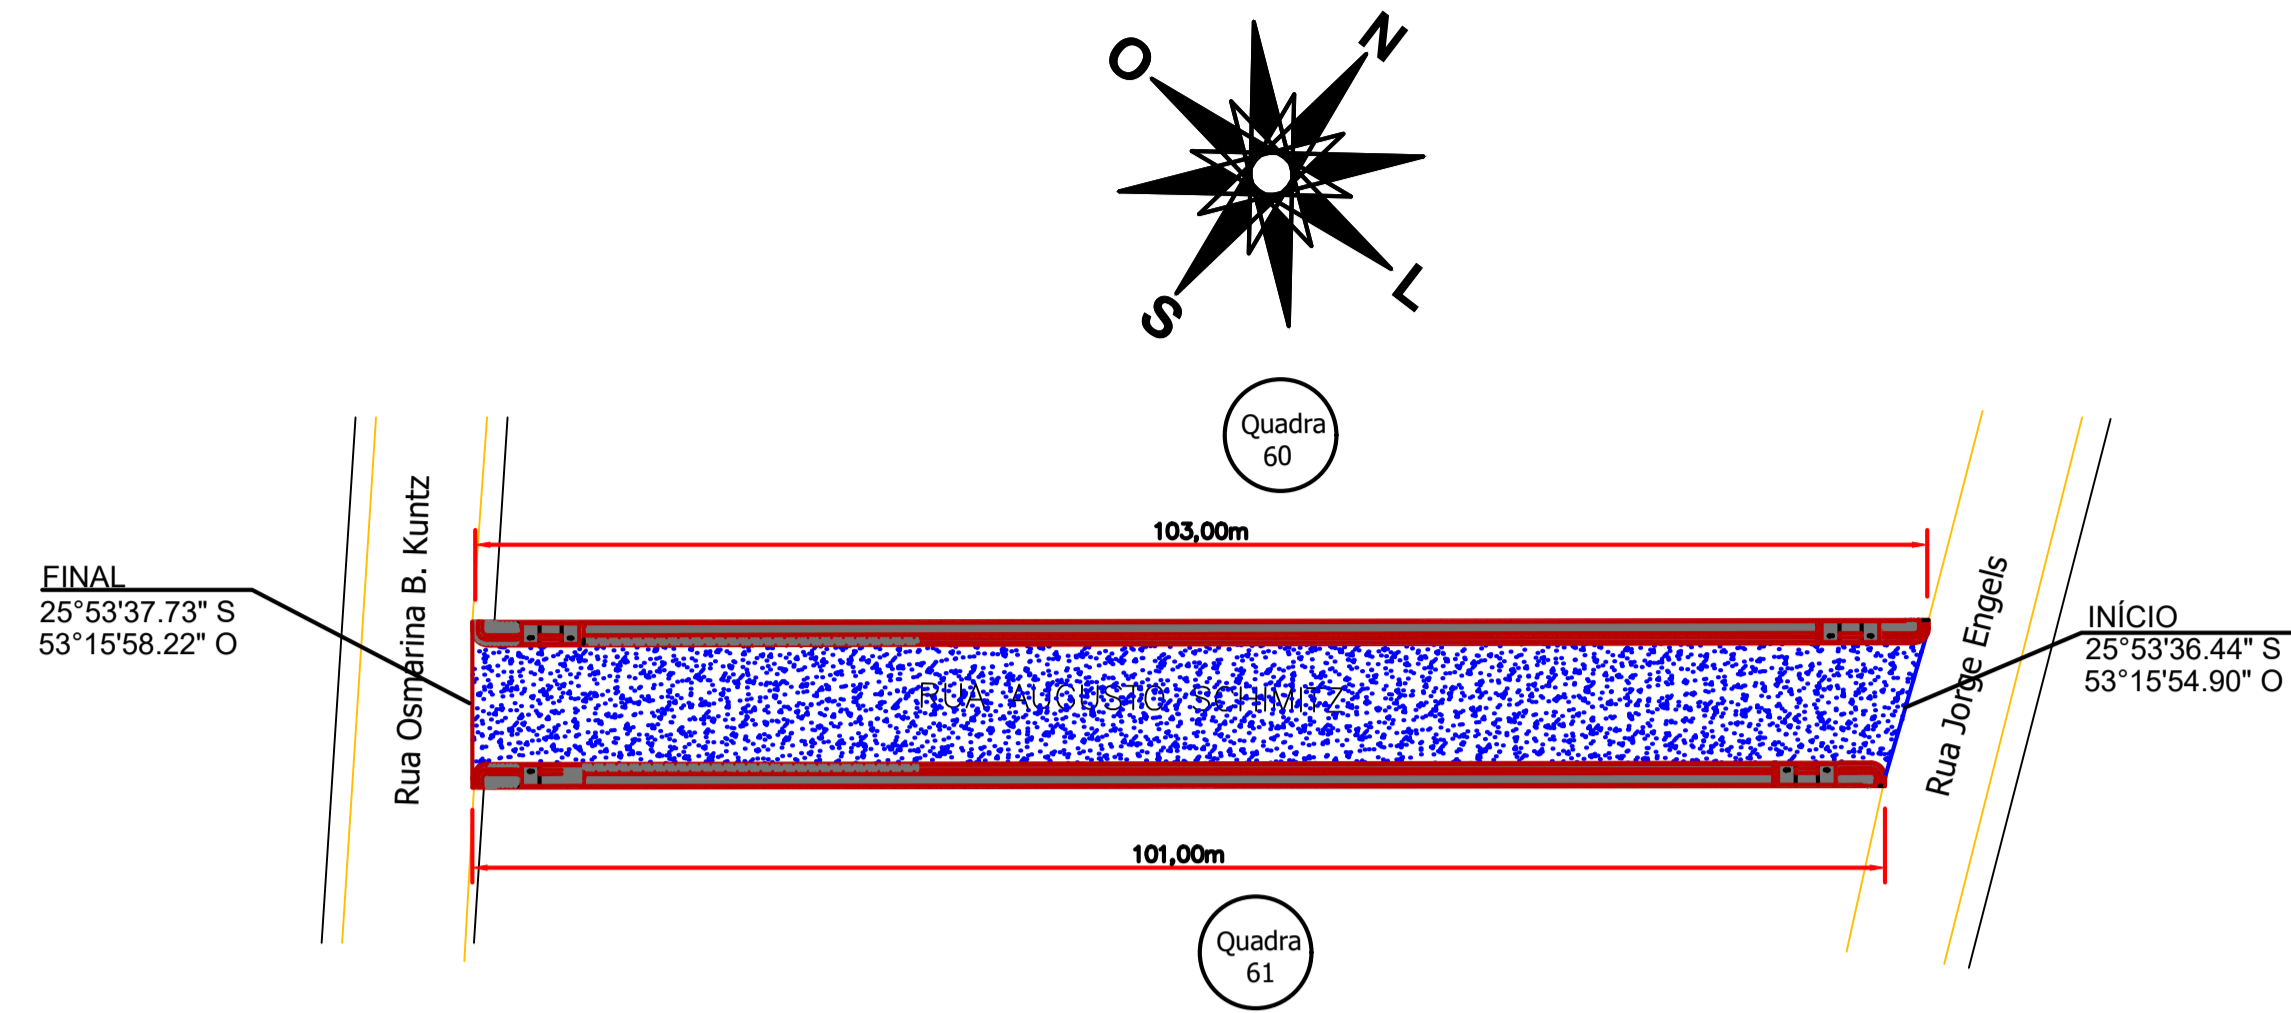 N
O
L
S
Quadra
60
103,00m
Rua Osmarina B. Kuntz
FINAL
25°53'37.73" S
53°15'58.22" O
RUA AUGUSTO SCHIMITZ
Rua Jorge Engels
INÍCIO
25°53'36.44" S
53°15'54.90" O
101,00m
Quadra
61